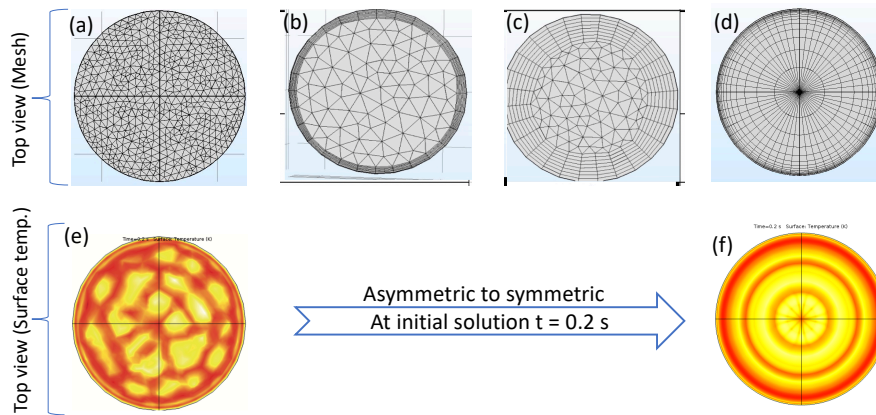 (a)
(b)
(c)
(d)
Top view (Mesh)
(e)
Time=0.2 s Surface: Temperature (K)
(f)
Time=0.2 s Surface: Temperature (K)
Top view (Surface temp.)
Asymmetric to symmetric
At initial solution t = 0.2 s